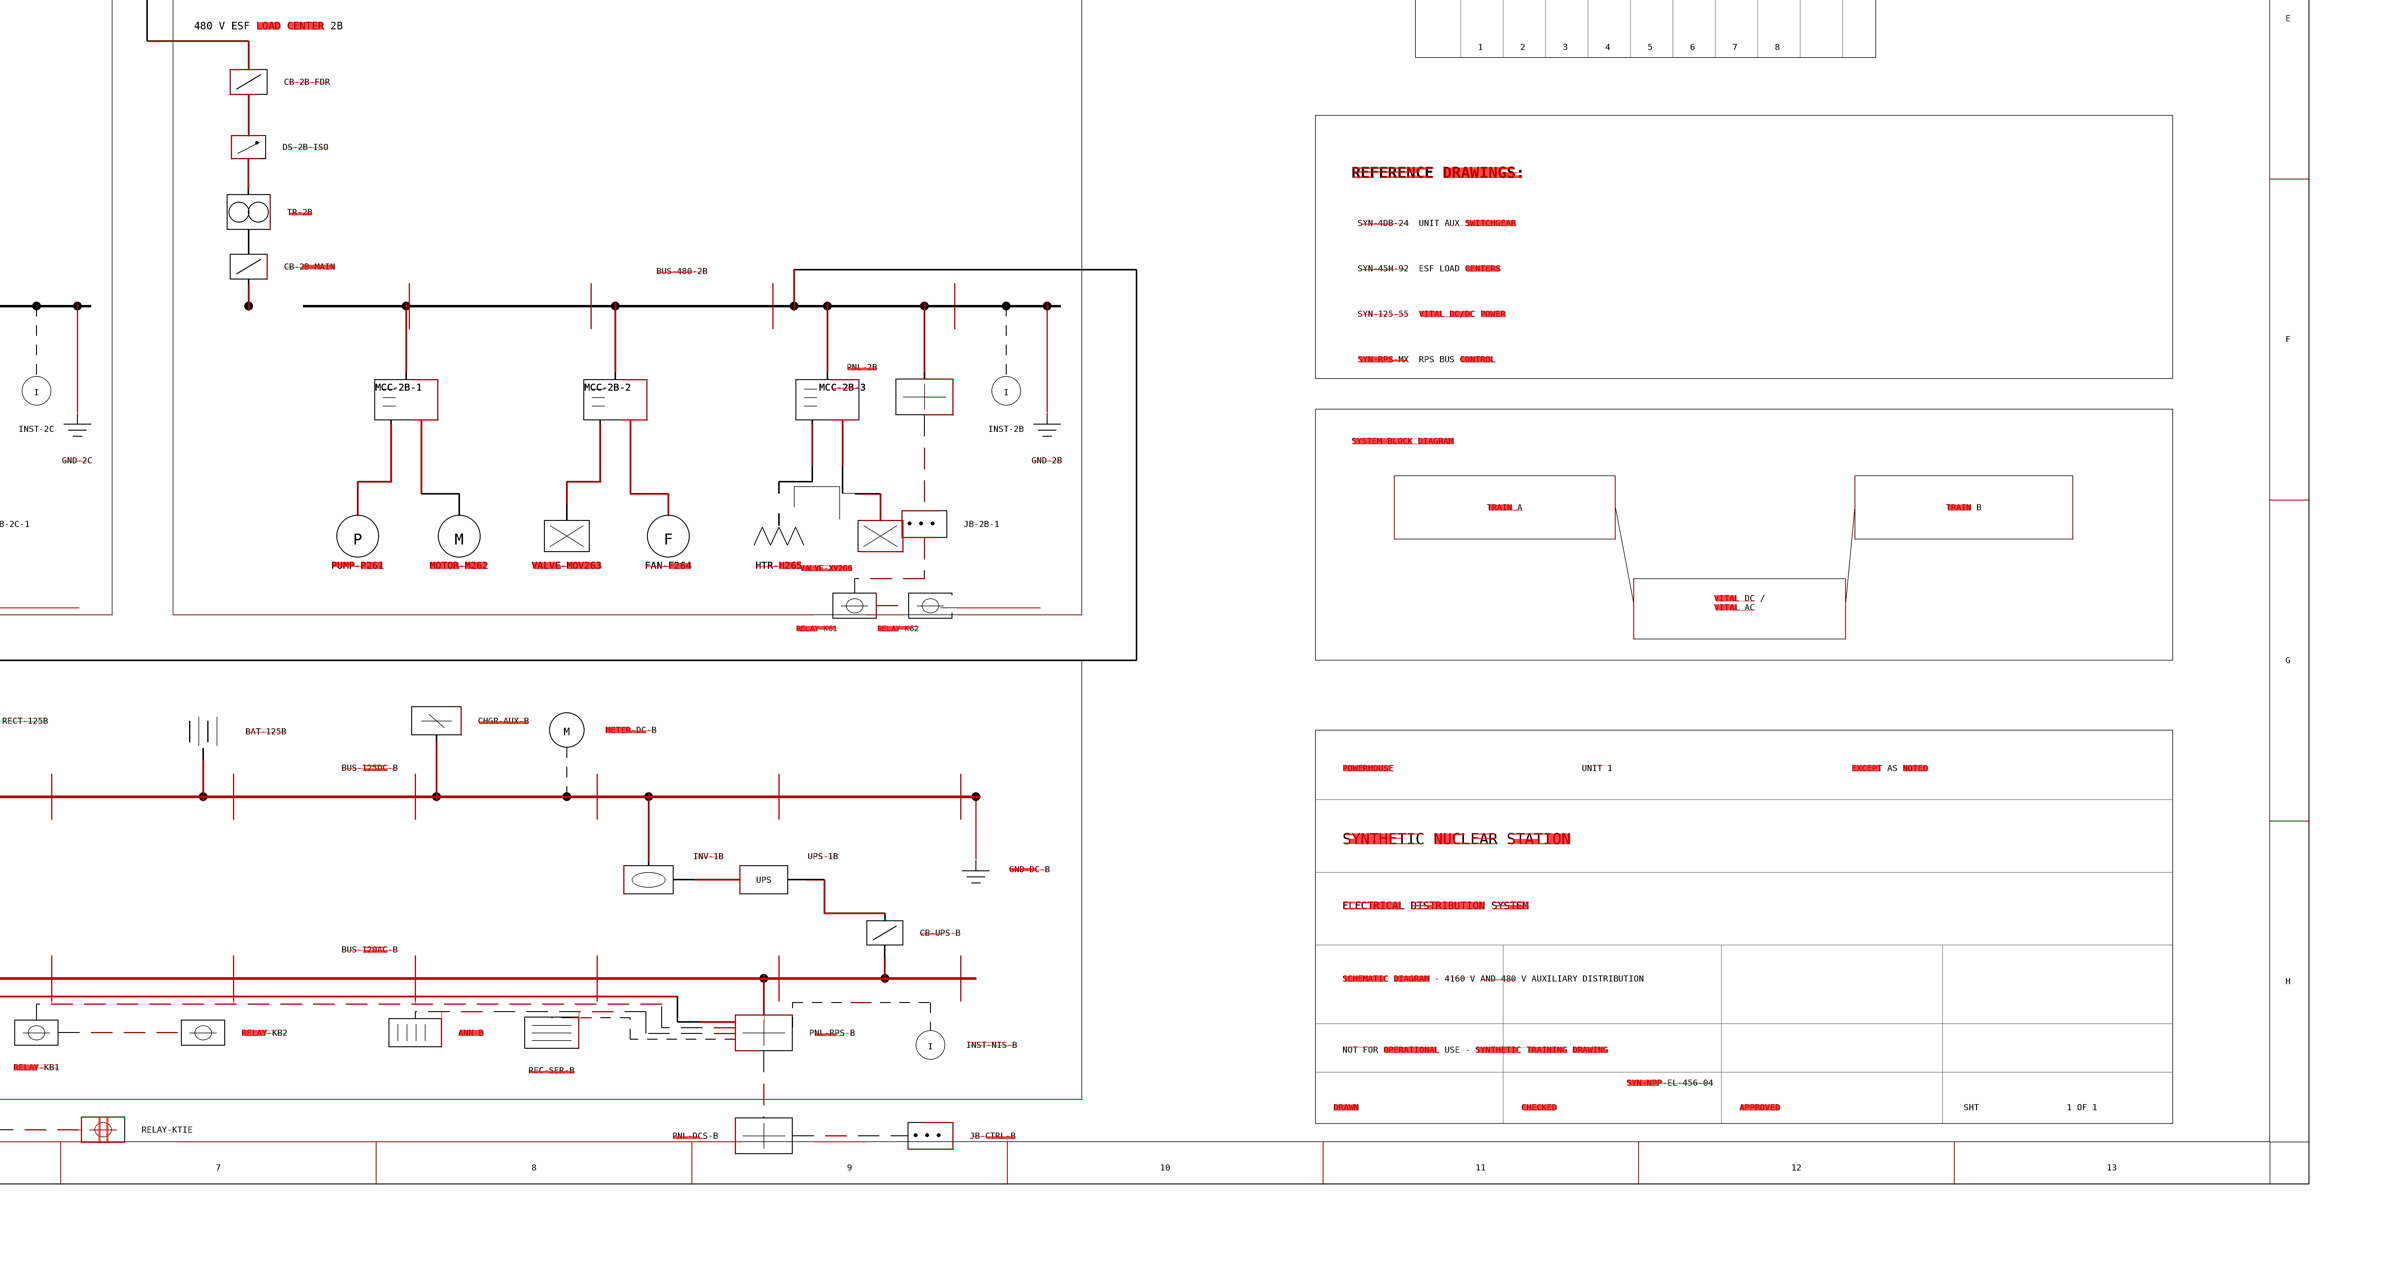 E
480 V ESF LOAD CENTER 2B
1 2 3 4 5 6 7 8
CB-2B-FDR
DS-2B-ISO
TR-2B
CB-2B-MAIN
BUS-480-2B
PNL-2B
MCC-2B-1
MCC-2B-2
MCC-2B-3
I
I
INST-2C
INST-2B
GND-2C
GND-2B
B-2C-1
JB-2B-1
P
M
F
PUMP-P261
MOTOR-M262
VALVE-MOV263
FAN-F264
HTR-H265
VALVE-XV266
RELAY-K61
RELAY-K62
REFERENCE DRAWINGS:
SYN-4DB-24 UNIT AUX SWITCHGEAR
SYN-45H-92 ESF LOAD CENTERS
SYN-125-55 VITAL DC/DC POWER
SYN-RPS-MX RPS BUS CONTROL
F
SYSTEM BLOCK DIAGRAM
TRAIN A
TRAIN B
VITAL DC /
VITAL AC
G
RECT-125B
BAT-125B
CHGR-AUX-B
M
METER-DC-B
BUS-125DC-B
INV-1B
UPS-1B
UPS
GND-DC-B
CB-UPS-B
BUS-120AC-B
RELAY-KB2
ANN-B
PNL-RPS-B
I
INST-NIS-B
RELAY-KB1
REC-SER-B
RELAY-KTIE
PNL-DCS-B
JB-CTRL-B
POWERHOUSE
UNIT 1
EXCEPT AS NOTED
SYNTHETIC NUCLEAR STATION
ELECTRICAL DISTRIBUTION SYSTEM
SCHEMATIC DIAGRAM - 4160 V AND 480 V AUXILIARY DISTRIBUTION
H
NOT FOR OPERATIONAL USE - SYNTHETIC TRAINING DRAWING
SYN-NPP-EL-456-04
DRAWN
CHECKED
APPROVED
SHT
1 OF 1
7 8 9 10 11 12 13